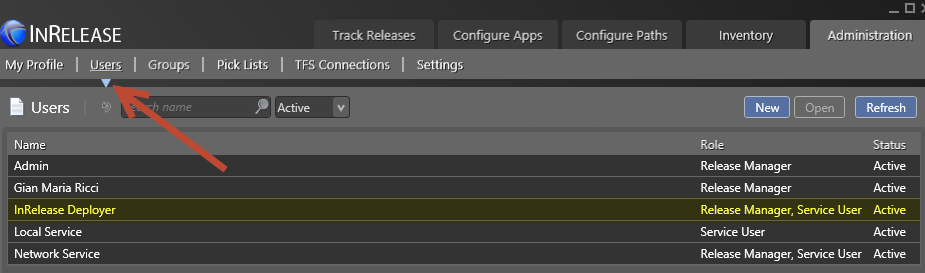 INRELEASE
Track Releases Configure Apps Configure Paths Inventory Administration
My Profile Users Groups Pick Lists TFS Connections Settings
Users Search name Active New Open Refresh
Name Role Status
Admin Release Manager Active
Gian Maria Ricci Release Manager Active
InRelease Deployer Release Manager, Service User Active
Local Service Service User Active
Network Service Release Manager, Service User Active